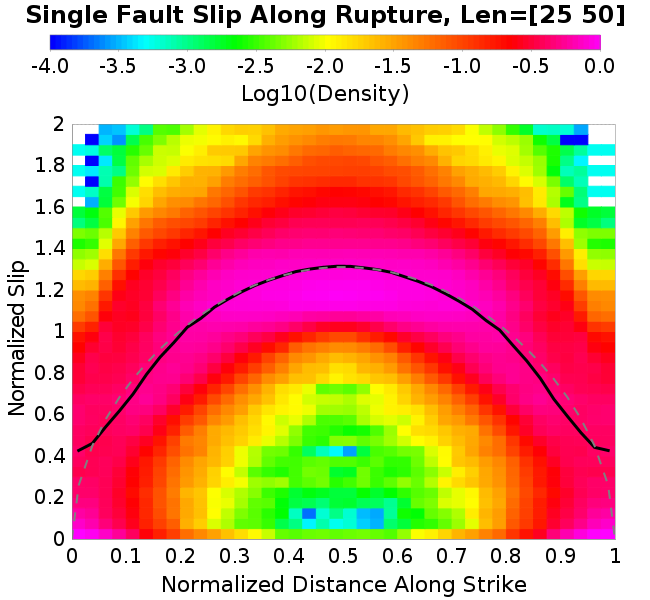 Single Fault Slip Along Rupture, Len=[25 50]
-4.0 -3.5 -3.0 -2.5 -2.0 -1.5 -1.0 -0.5 0.0
Log10(Density)
2
1.8
1.6
1.4
1.2
1
0.8
0.6
0.4
0.2
0
Normalized Slip
0 0.1 0.2 0.3 0.4 0.5 0.6 0.7 0.8 0.9 1
Normalized Distance Along Strike